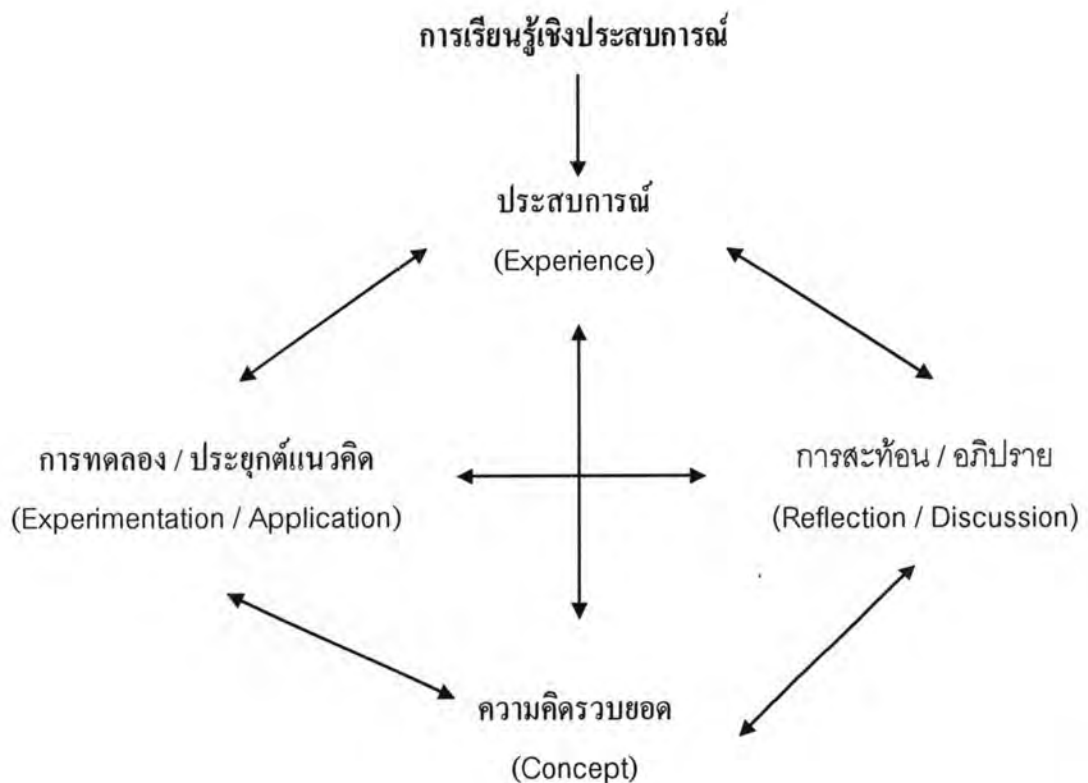 การเรียนรู้เชิงประสบการณ์
ประสบการณ์
(Experience)
การทดลอง / ประยุกต์แนวคิด
(Experimentation / Application)
การสะท้อน / อภิปราย
(Reflection / Discussion)
ความคิดรวบยอด
(Concept)